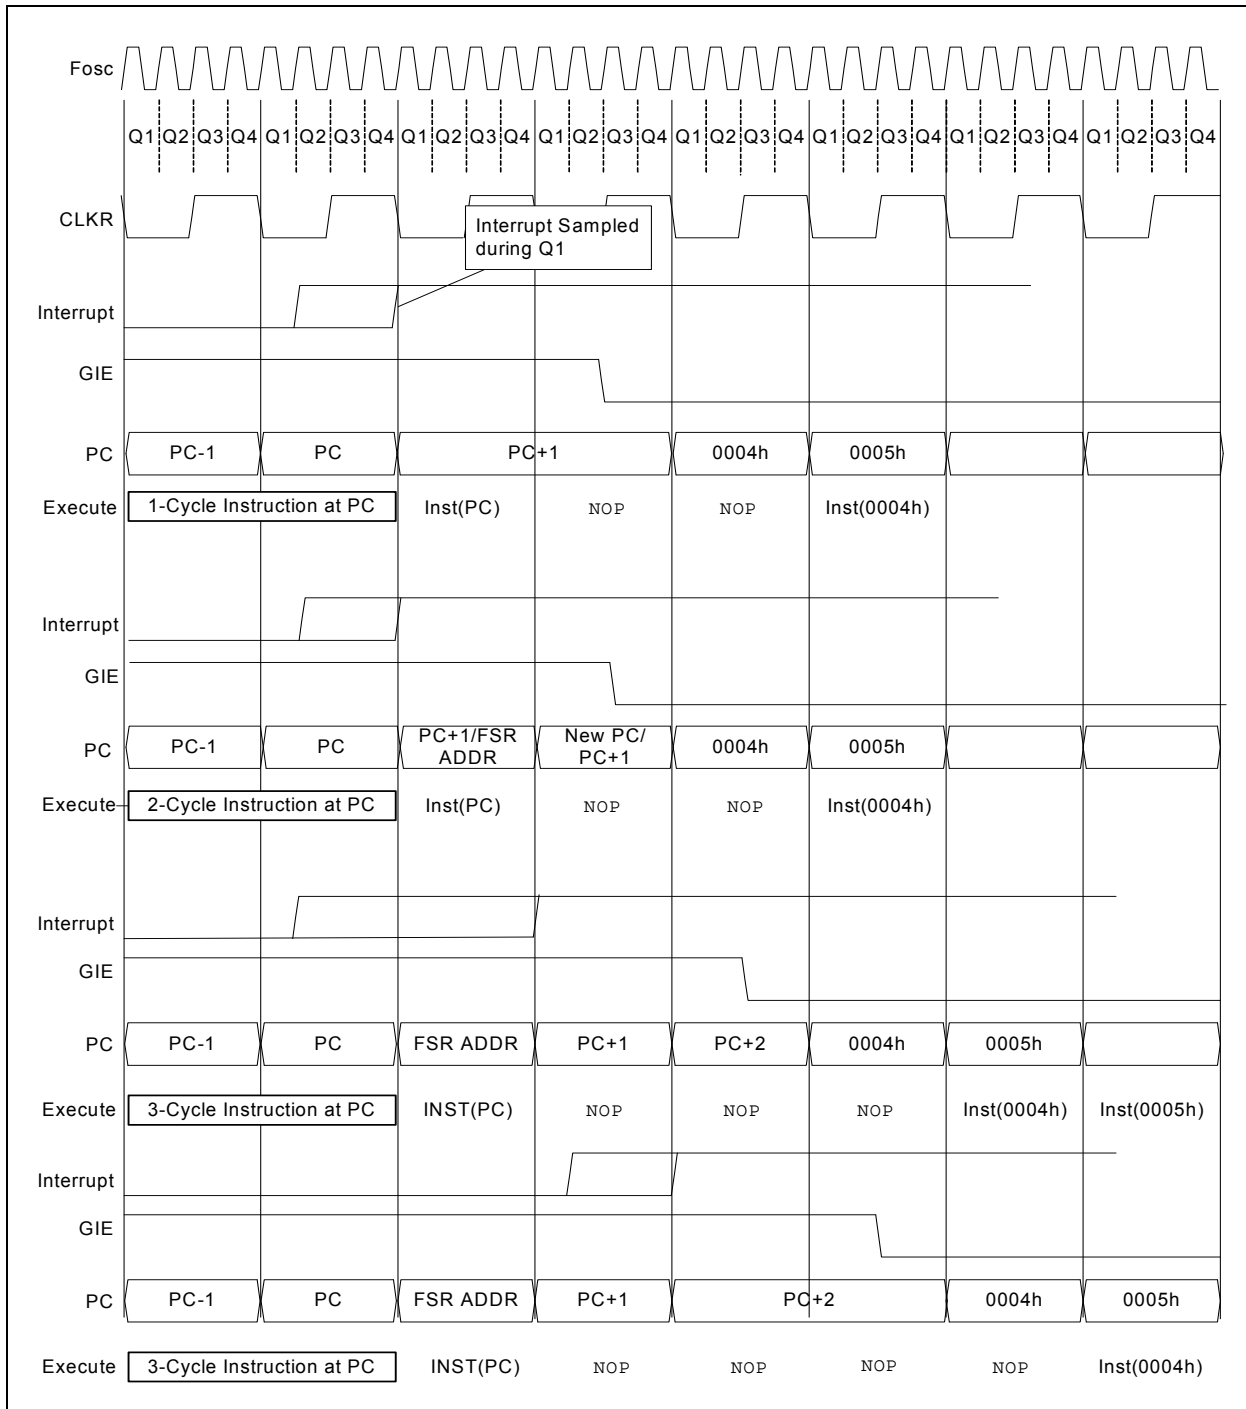 Fosc
Q1 Q2 Q3 Q4 Q1 Q2 Q3 Q4 Q1 Q2 Q3 Q4 Q1 Q2 Q3 Q4 Q1 Q2 Q3 Q4 Q1 Q2 Q3 Q4 Q1 Q2 Q3 Q4 Q1 Q2 Q3 Q4
CLKR
Interrupt Sampled
during Q1
Interrupt
GIE
PC PC-1 PC PC+1 0004h 0005h
Execute 1-Cycle Instruction at PC Inst(PC) NOP NOP Inst(0004h)
Interrupt
GIE
PC PC-1 PC PC+1/FSR ADDR New PC/ PC+1 0004h 0005h
Execute 2-Cycle Instruction at PC Inst(PC) NOP NOP Inst(0004h)
Interrupt
GIE
PC PC-1 PC FSR ADDR PC+1 PC+2 0004h 0005h
Execute 3-Cycle Instruction at PC INST(PC) NOP NOP NOP Inst(0004h) Inst(0005h)
Interrupt
GIE
PC PC-1 PC FSR ADDR PC+1 PC+2 0004h 0005h
Execute 3-Cycle Instruction at PC INST(PC) NOP NOP NOP NOP Inst(0004h)